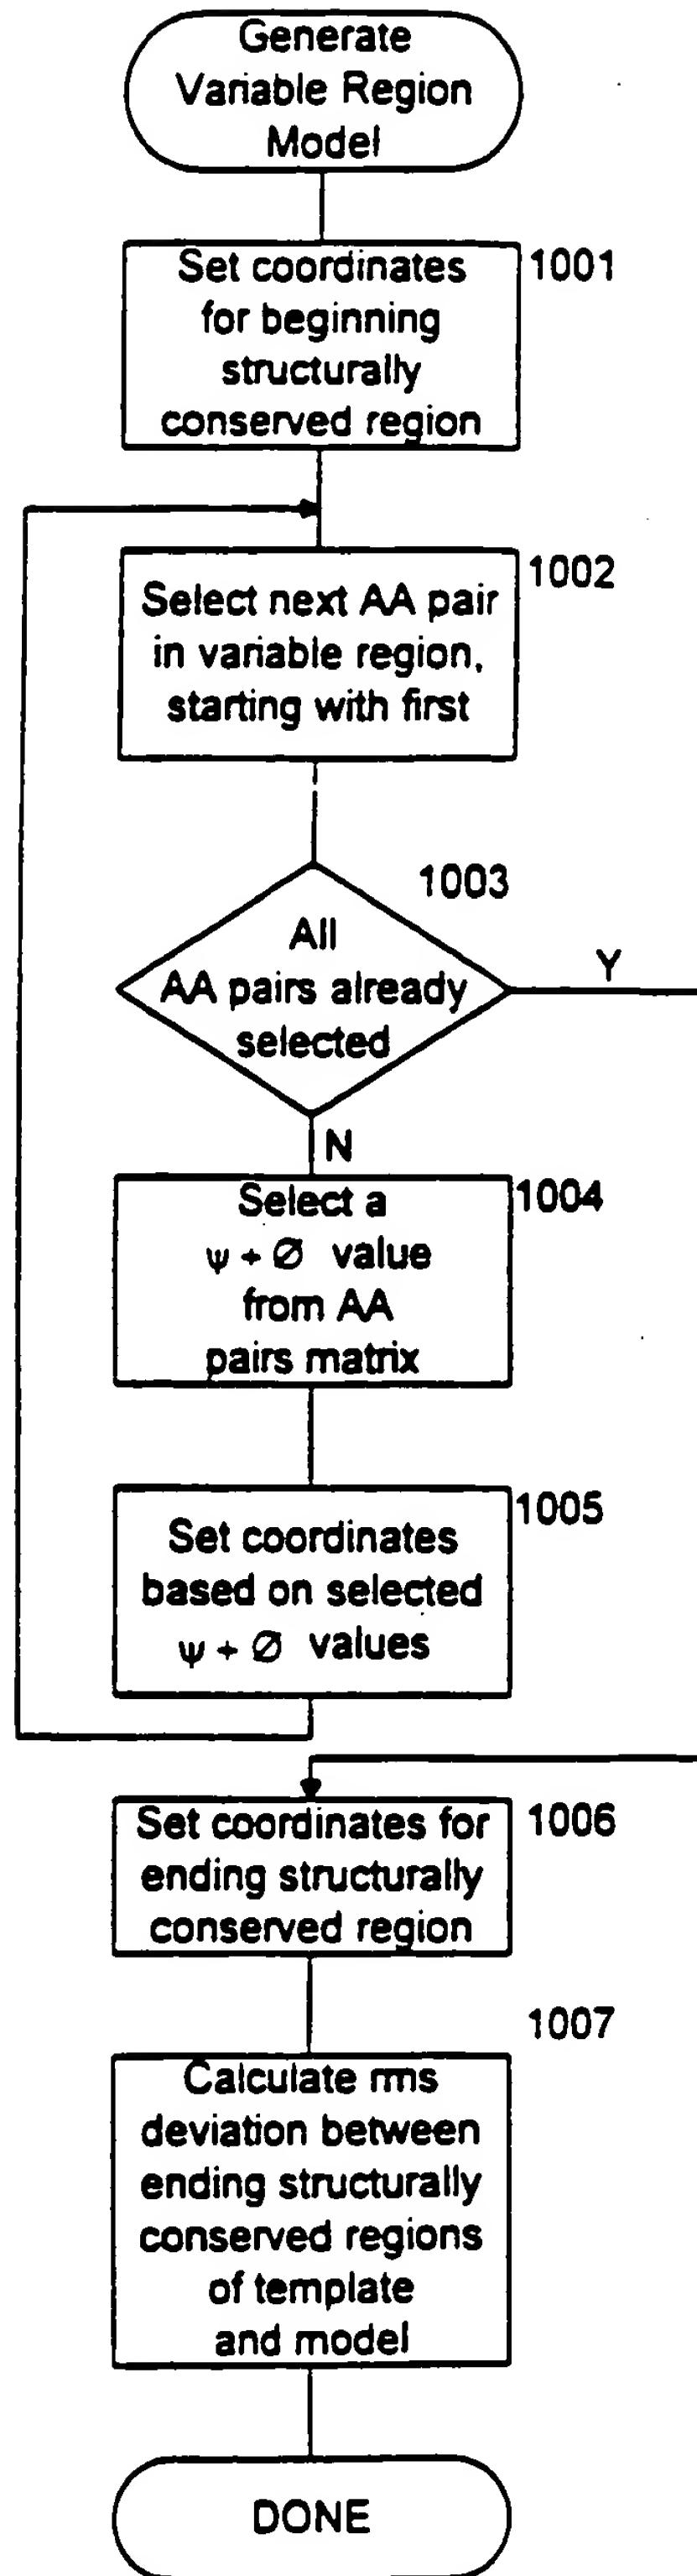 Generate
Variable Region
Model
Set coordinates
for beginning
structurally
conserved region
1001
Select next AA pair
in variable region,
starting with first
1002
1003
All
AA pairs already
selected
Y
N
Select a
ψ + Ø value
from AA
pairs matrix
1004
Set coordinates
based on selected
ψ + Ø values
1005
Set coordinates for
ending structurally
conserved region
1006
1007
Calculate rms
deviation between
ending structurally
conserved regions
of template
and model
DONE